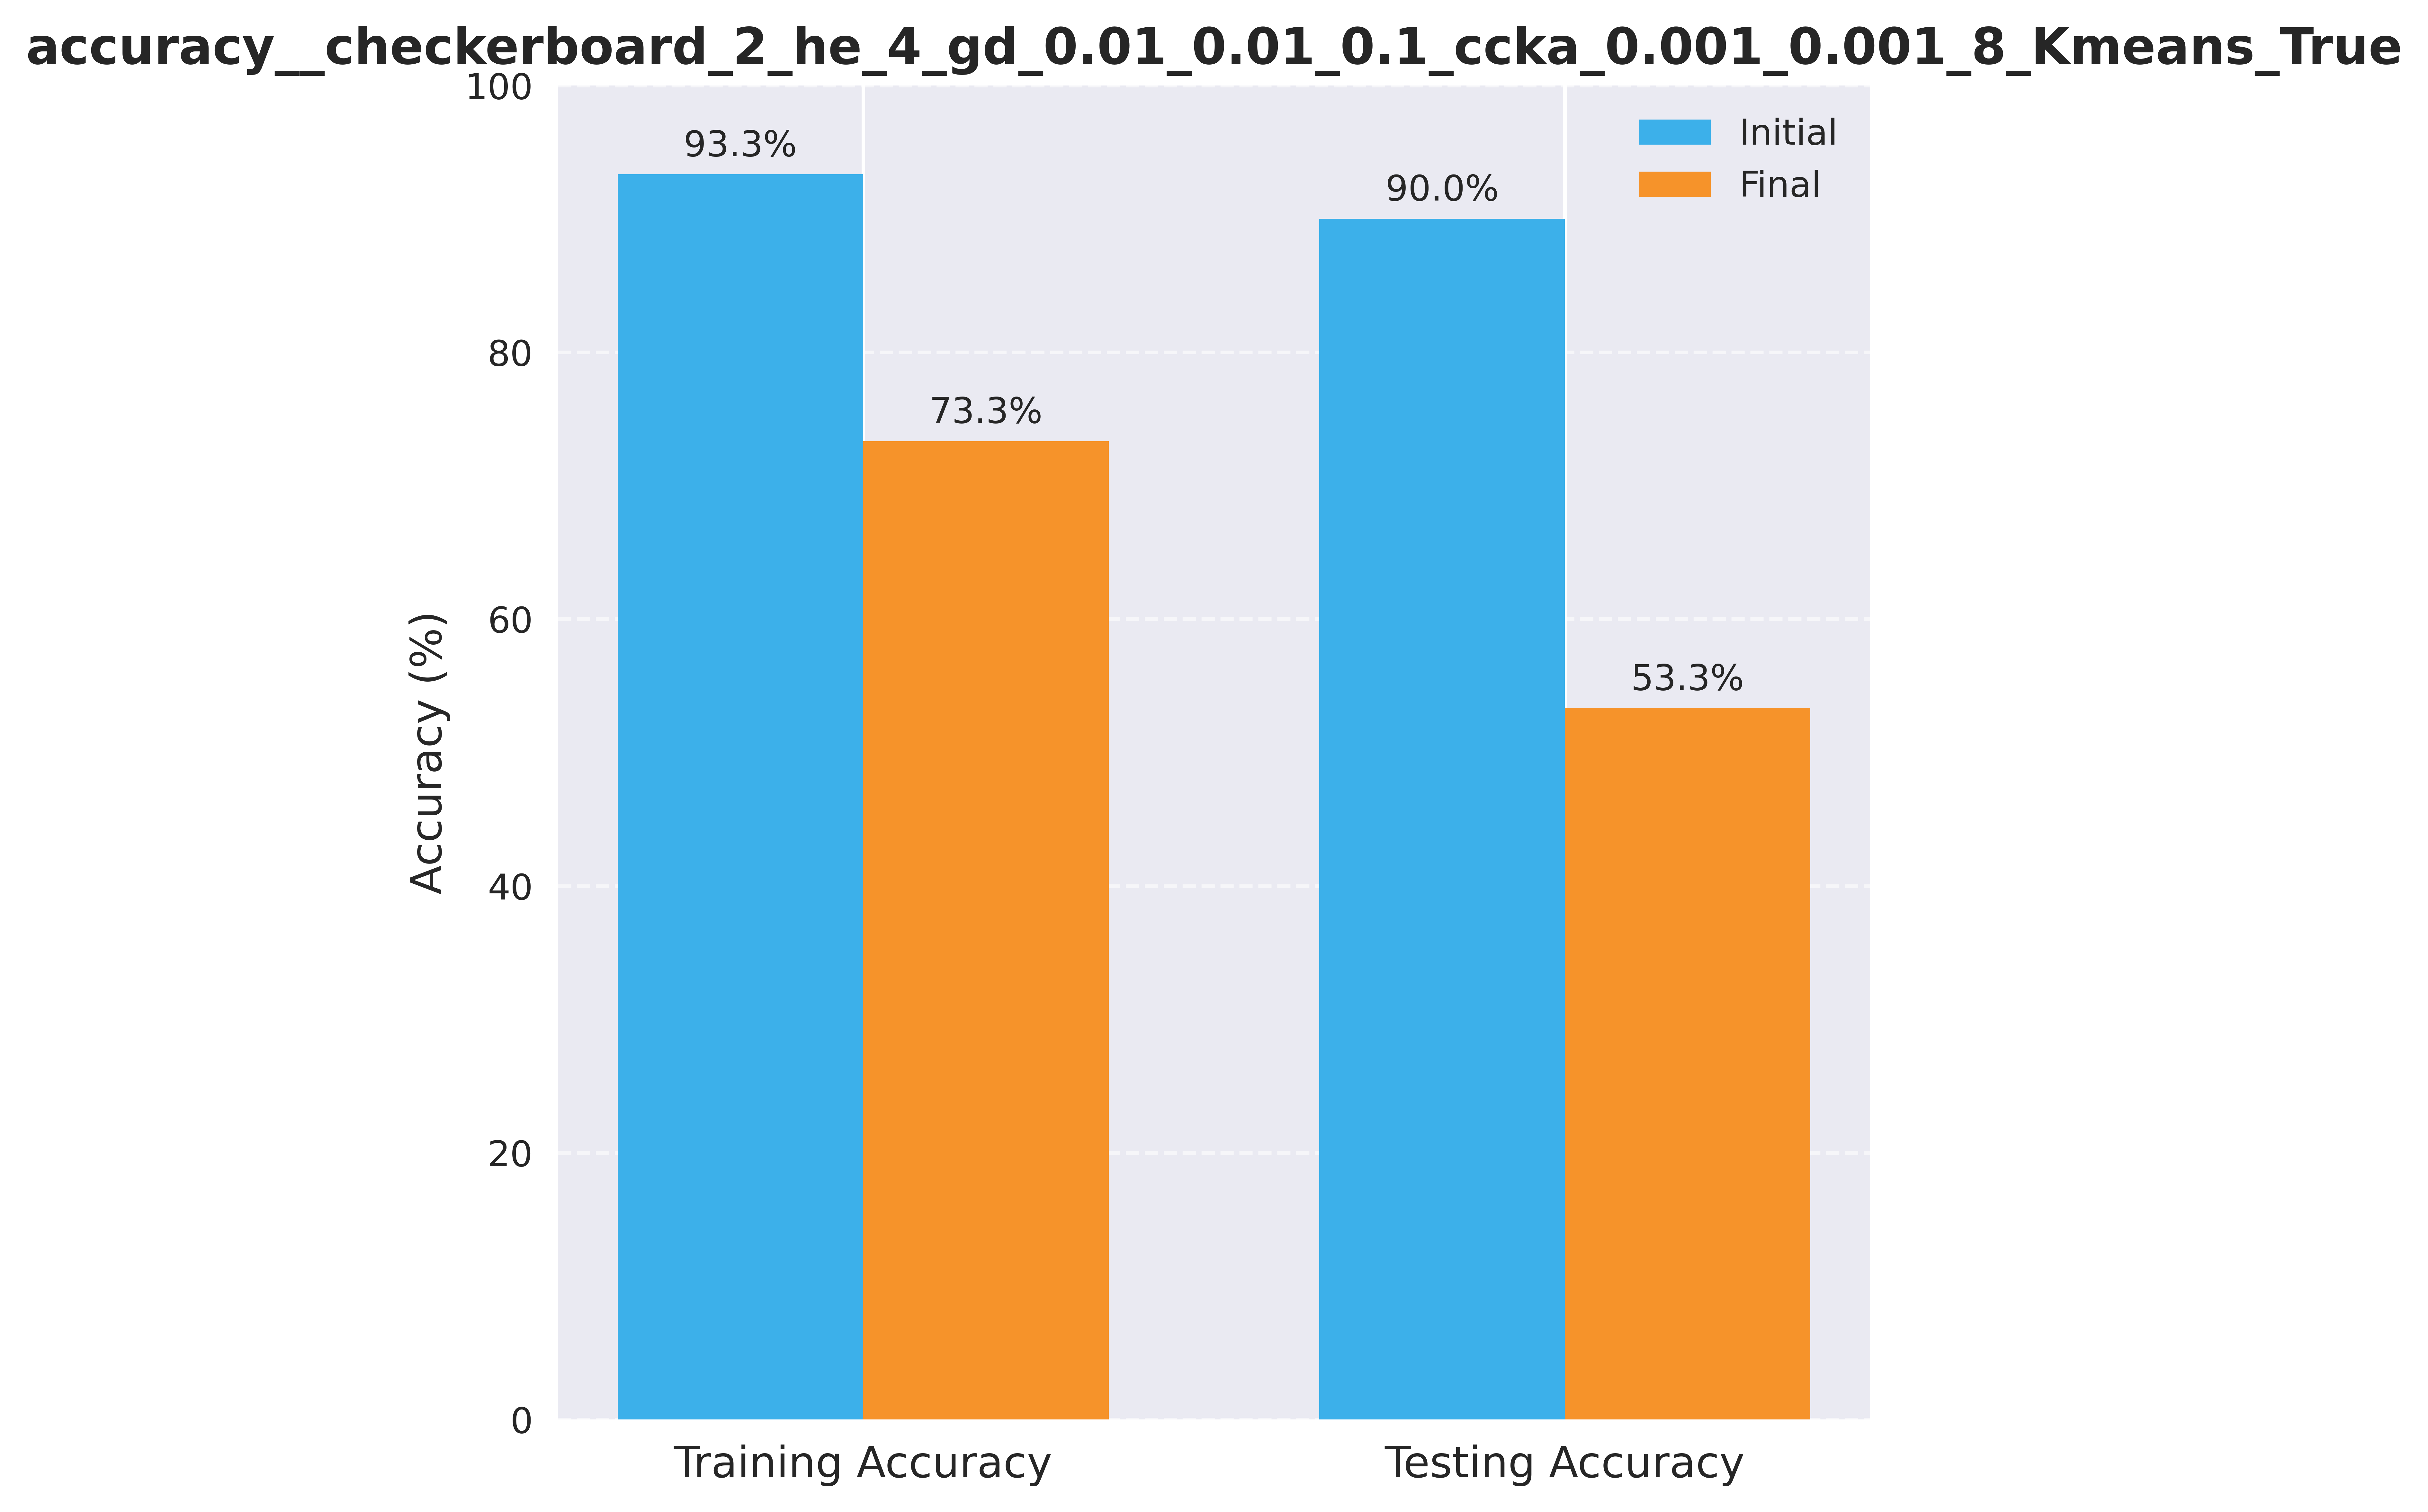 accuracy__checkerboard_2_he_4_gd_0.01_0.01_0.1_ccka_0.001_0.001_8_Kmeans_True
100
80
60
40
20
0
Accuracy (%)
93.3%
73.3%
90.0%
53.3%
Initial
Final
Training Accuracy
Testing Accuracy